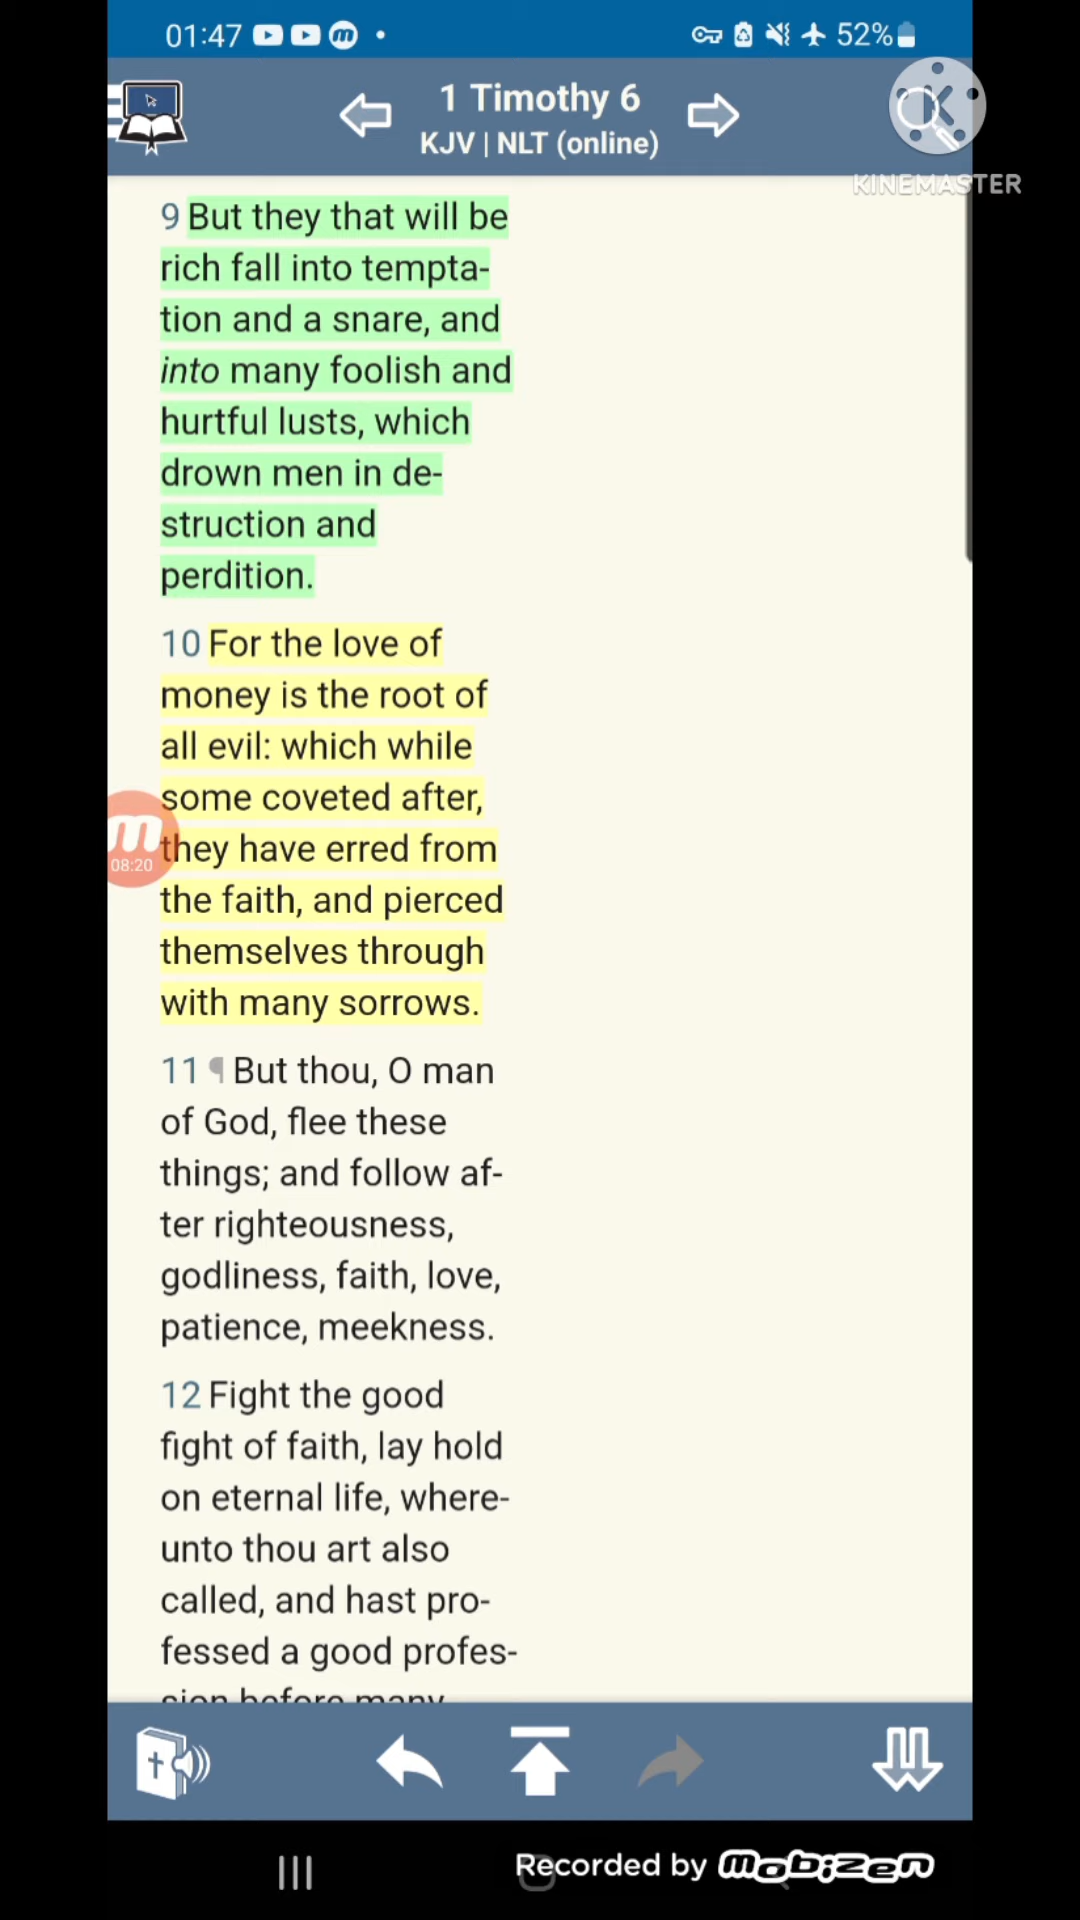 01:47
52%
1 Timothy 6
KJV | NLT (online)
K
KINEMASTER
9 But they that will be
rich fall into tempta-
tion and a snare, and
into many foolish and
hurtful lusts, which
drown men in de-
struction and
perdition.
10 For the love of
money is the root of
all evil: which while
some coveted after,
they have erred from
the faith, and pierced
themselves through
with many sorrows.
m
08:20
11 ¶ But thou, O man
of God, flee these
things; and follow af-
ter righteousness,
godliness, faith, love,
patience, meekness.
12 Fight the good
fight of faith, lay hold
on eternal life, where-
unto thou art also
called, and hast pro-
fessed a good profes-
sion before many
Recorded by mobizen